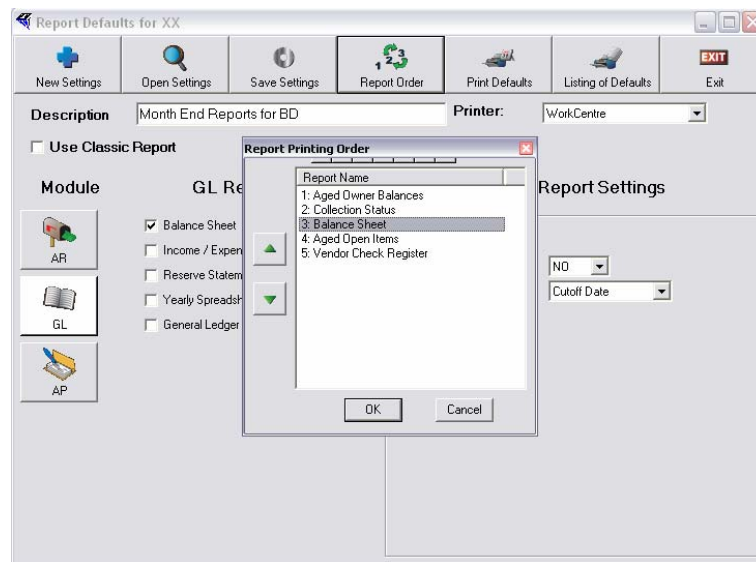 Report Defaults for XX
New Settings
Open Settings
Save Settings
1 2 3
Report Order
Print Defaults
Listing of Defaults
EXIT
Exit
Description
Month End Reports for BD
Printer:
WorkCentre
Use Classic Report
Report Printing Order
Module
GL Re
Report Settings
Report Name
1: Aged Owner Balances
2: Collection Status
3: Balance Sheet
4: Aged Open Items
5: Vendor Check Register
AR
GL
AP
Balance Sheet
Income / Expen
Reserve Statem
Yearly Spreadsh
General Ledger
NO
Cutoff Date
OK
Cancel